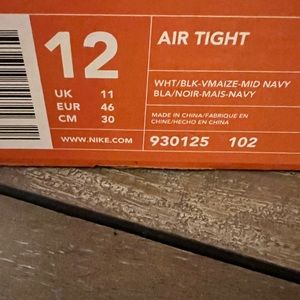 12
UK 11
EUR 46
CM 30
WWW.NIKE.COM
AIR TIGHT
WHT/BLK-VMAIZE-MID NAVY
BLA/NOIR-MAIS-NAVY
MADE IN CHINA/FABRIQUE EN
CHINE/HECHO EN CHINA
930125 102